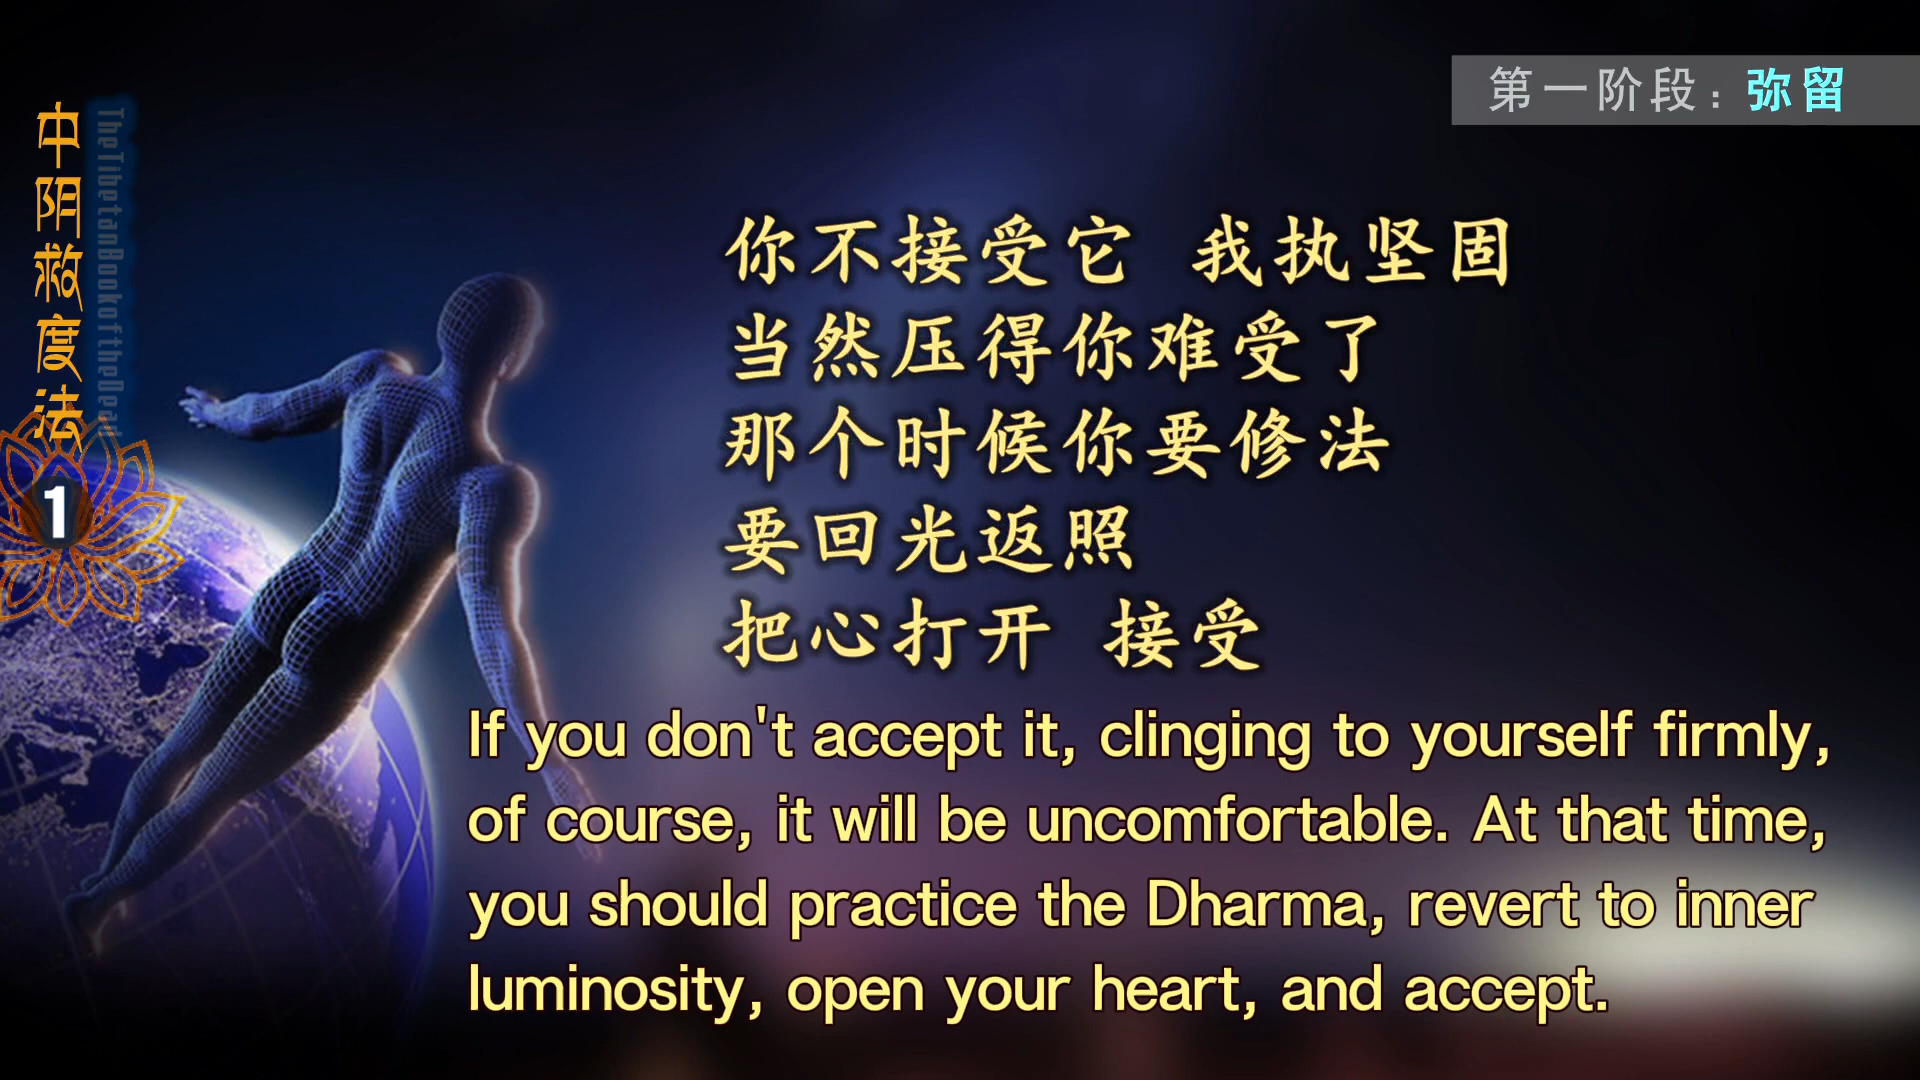 第一阶段：弥留
中阴救度法
TheTibetanBookoftheDead
1
你不接受它 我执坚固
当然压得你难受了
那个时候你要修法
要回光返照
把心打开 接受
If you don't accept it, clinging to yourself firmly,
of course, it will be uncomfortable. At that time,
you should practice the Dharma, revert to inner
luminosity, open your heart, and accept.